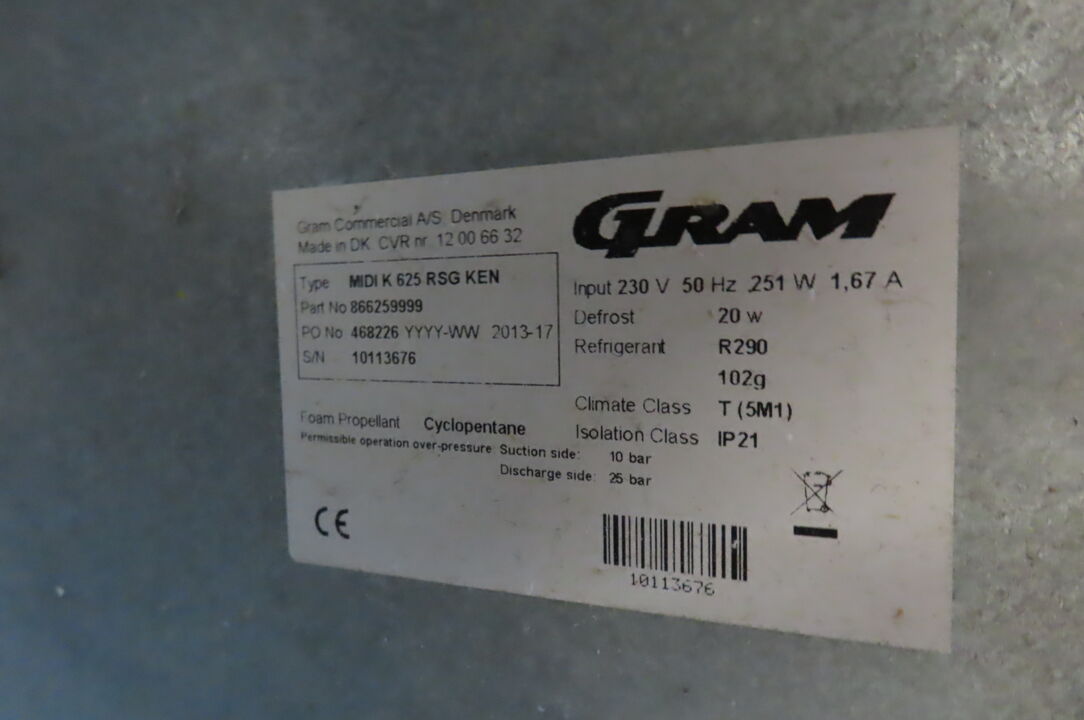 Gram Commercial A/S, Denmark
Made in DK CVR nr. 12 00 66 32
GRAM
Type MIDI K 625 RSG KEN
Part No 866259999
PO No 468226 YYYY-WW 2013-17
S/N 10113676
Input 230 V 50 Hz 251 W 1,67 A
Defrost 20 w
Refrigerant R290
102g
Climate Class T (5M1)
Isolation Class IP21
Foam Propellant Cyclopentane
Permissible operation over-pressure Suction side: 10 bar
Discharge side: 25 bar
CE
10113676